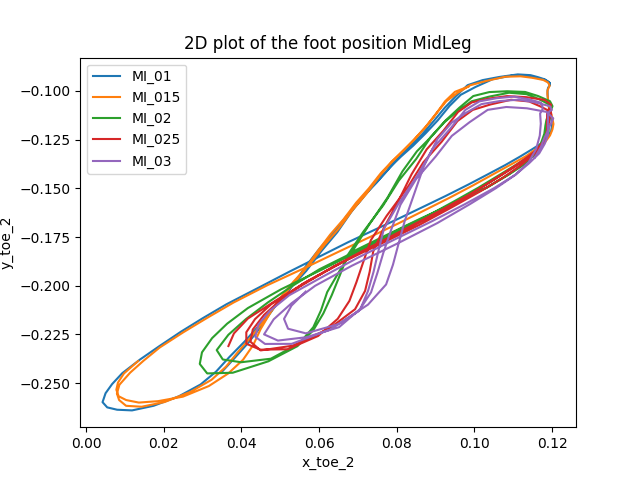 2D plot of the foot position MidLeg
MI_01
MI_015
MI_02
MI_025
MI_03
y_toe_2
−0.100
−0.125
−0.150
−0.175
−0.200
−0.225
−0.250
0.00 0.02 0.04 0.06 0.08 0.10 0.12
x_toe_2